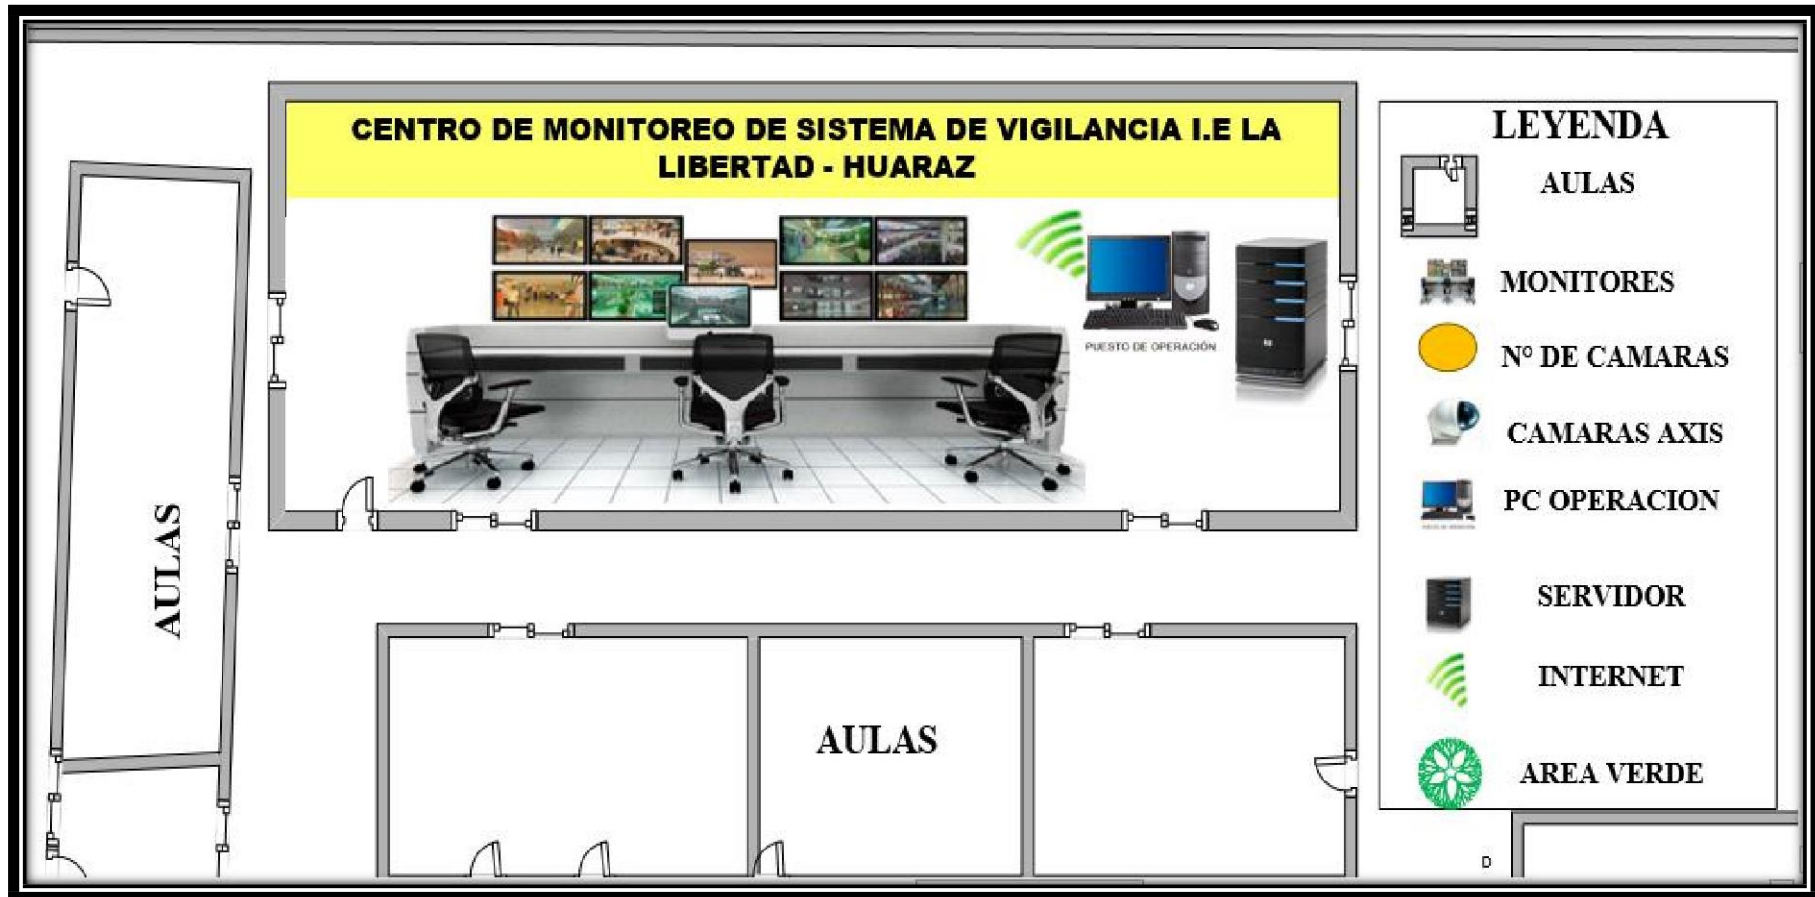 CENTRO DE MONITOREO DE SISTEMA DE VIGILANCIA I.E LA
LIBERTAD - HUARAZ
PUESTO DE OPERACIÓN
AULAS
AULAS
LEYENDA
AULAS
MONITORES
Nº DE CAMARAS
CAMARAS AXIS
PC OPERACION
SERVIDOR
INTERNET
AREA VERDE
D